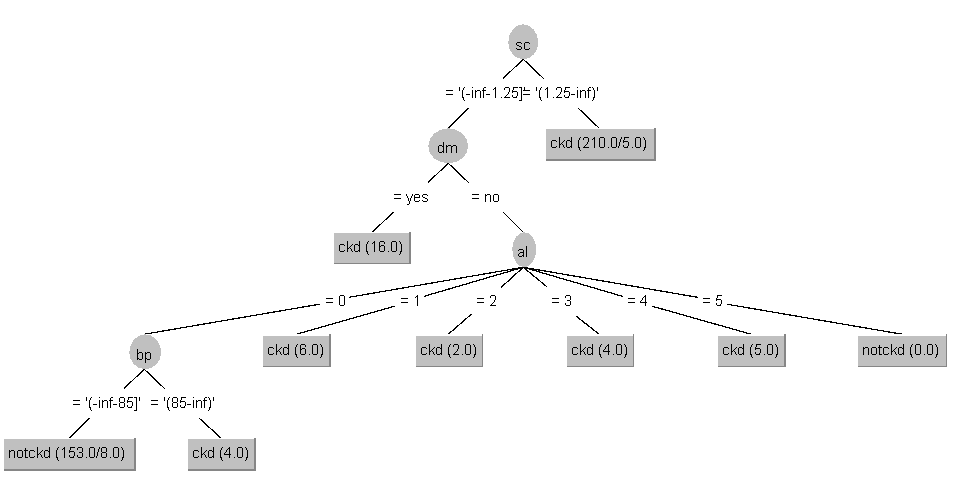 sc
= '(-inf-1.25]'
= '(1.25-inf)'
dm
ckd (210.0/5.0)
= yes
= no
ckd (16.0)
al
= 0
= 1
= 2
= 3
= 4
= 5
bp
ckd (6.0)
ckd (2.0)
ckd (4.0)
ckd (5.0)
notckd (0.0)
= '(-inf-85]'
= '(85-inf)'
notckd (153.0/8.0)
ckd (4.0)